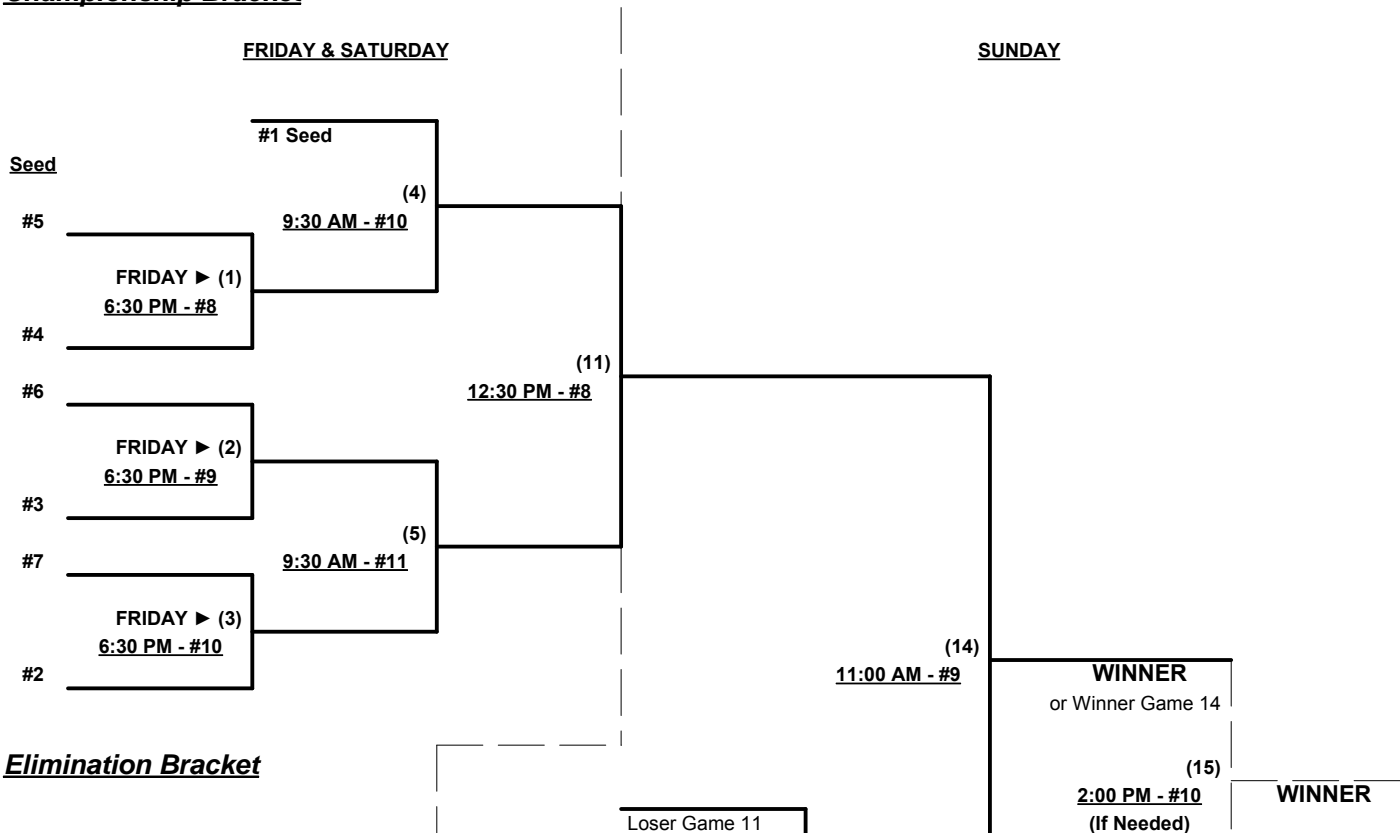 Championship Bracket
FRIDAY & SATURDAY
SUNDAY
#1 Seed
Seed
(4)
9:30 AM - #10
#5
FRIDAY ► (1)
6:30 PM - #8
#4
(11)
12:30 PM - #8
#6
FRIDAY ► (2)
6:30 PM - #9
#3
(5)
9:30 AM - #11
#7
FRIDAY ► (3)
6:30 PM - #10
#2
(14)
11:00 AM - #9
WINNER
or Winner Game 14
Elimination Bracket
(15)
2:00 PM - #10
(If Needed)
WINNER
Loser Game 11